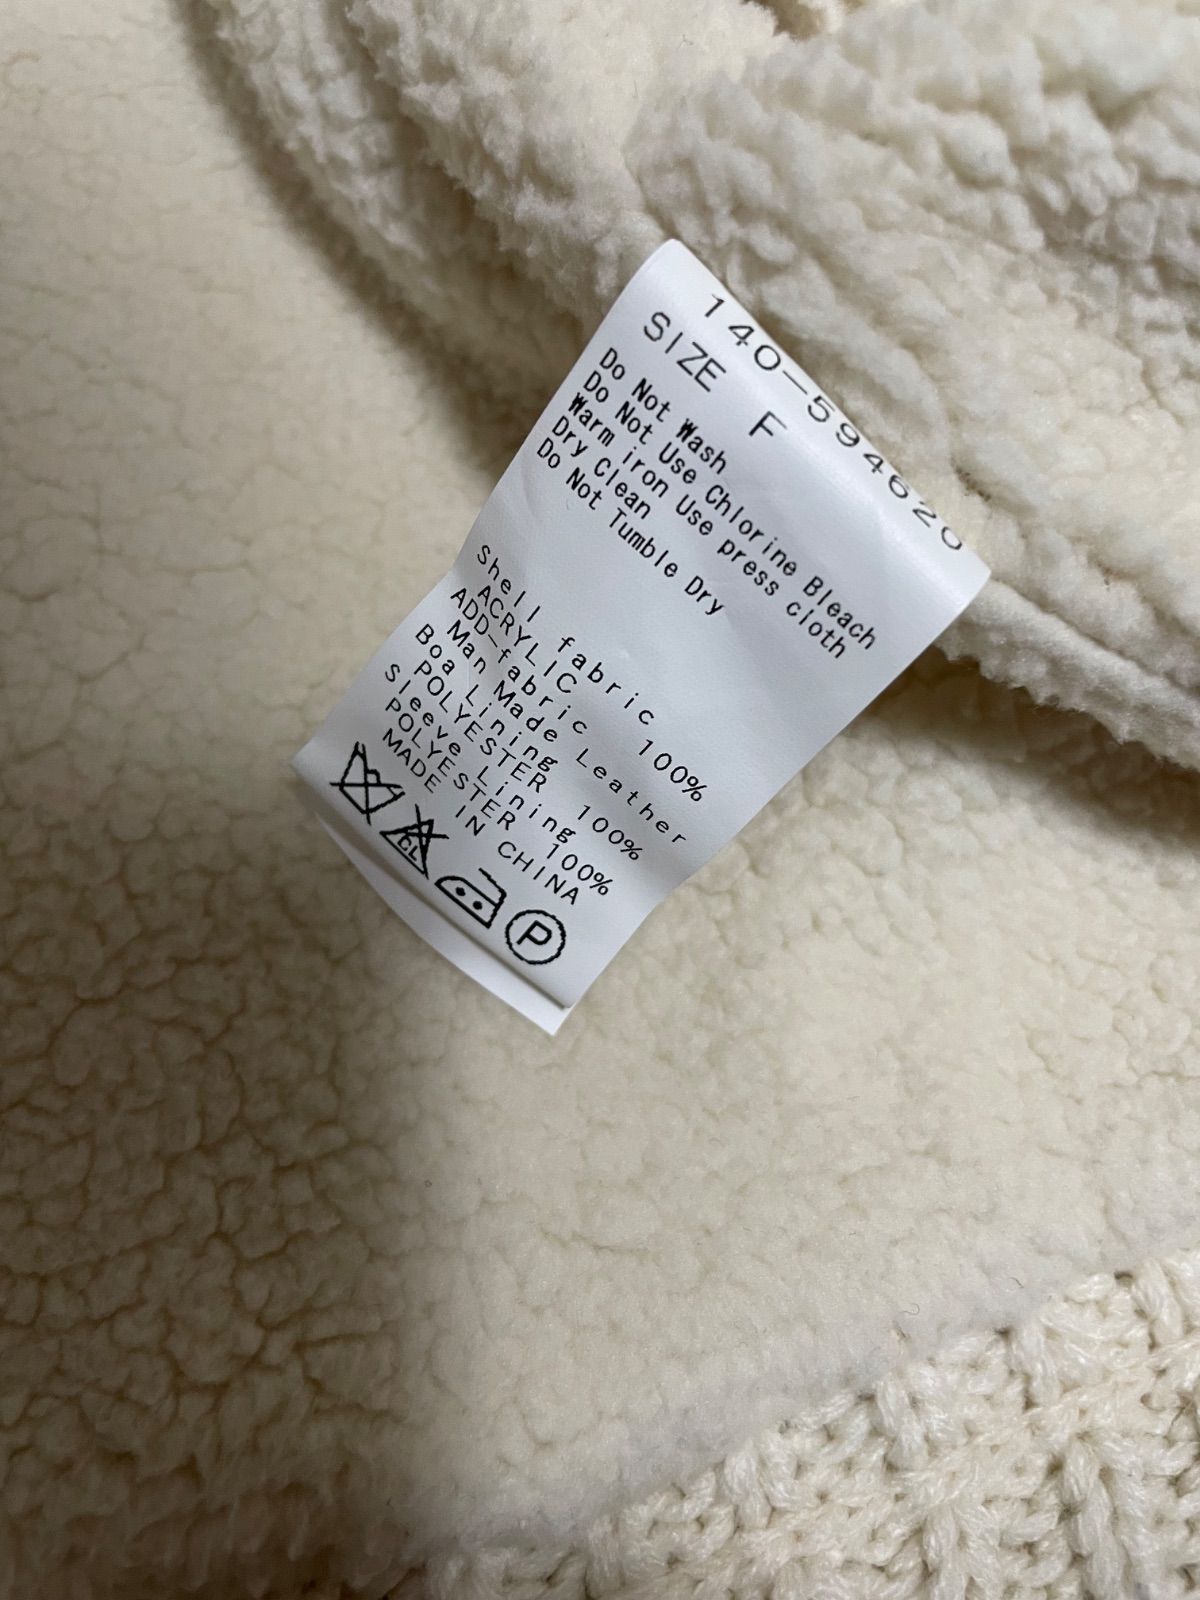 140-594620
SIZE F
Do Not Wash
Do Not Use Chlorine Bleach
Warm iron Use press cloth
Dry Clean
Do Not Tumble Dry
Shell fabric
ACRYLIC 100%
ADD-fabric
Man Made Leather
Boa Lining
POLYESTER 100%
Sleeve Lining
POLYESTER 100%
MADE IN CHINA
CL P